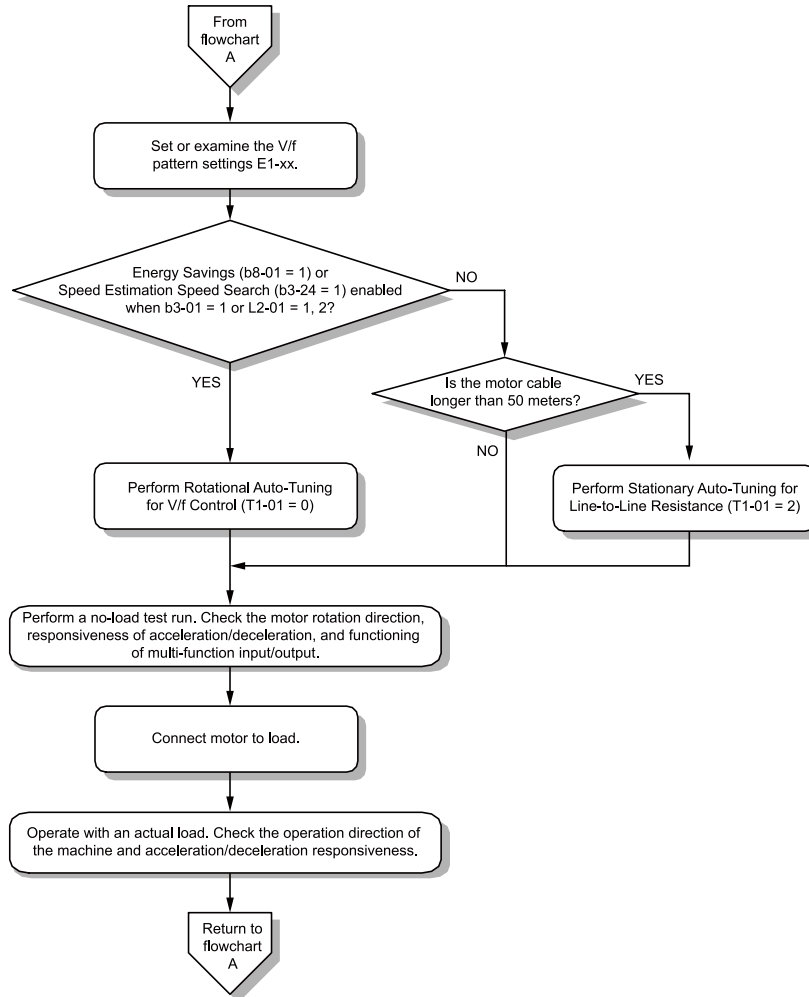 From
flowchart
A
Set or examine the V/f
pattern settings E1-xx.
Energy Savings (b8-01 = 1) or
Speed Estimation Speed Search (b3-24 = 1) enabled
when b3-01 = 1 or L2-01 = 1, 2?
NO
YES
Is the motor cable
longer than 50 meters?
YES
NO
Perform Rotational Auto-Tuning
for V/f Control (T1-01 = 0)
Perform Stationary Auto-Tuning for
Line-to-Line Resistance (T1-01 = 2)
Perform a no-load test run. Check the motor rotation direction,
responsiveness of acceleration/deceleration, and functioning
of multi-function input/output.
Connect motor to load.
Operate with an actual load. Check the operation direction of
the machine and acceleration/deceleration responsiveness.
Return to
flowchart
A